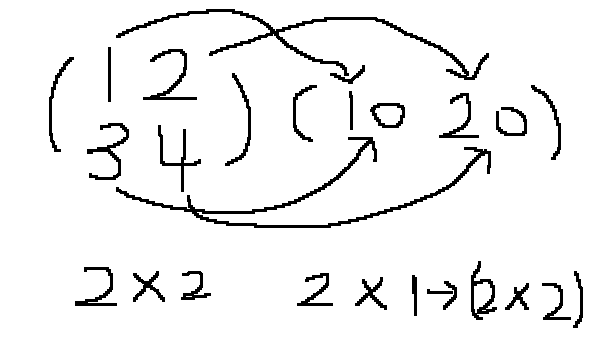 (1 2
3 4) (10 20)
2 × 2 2 × 1 → (2 × 2)